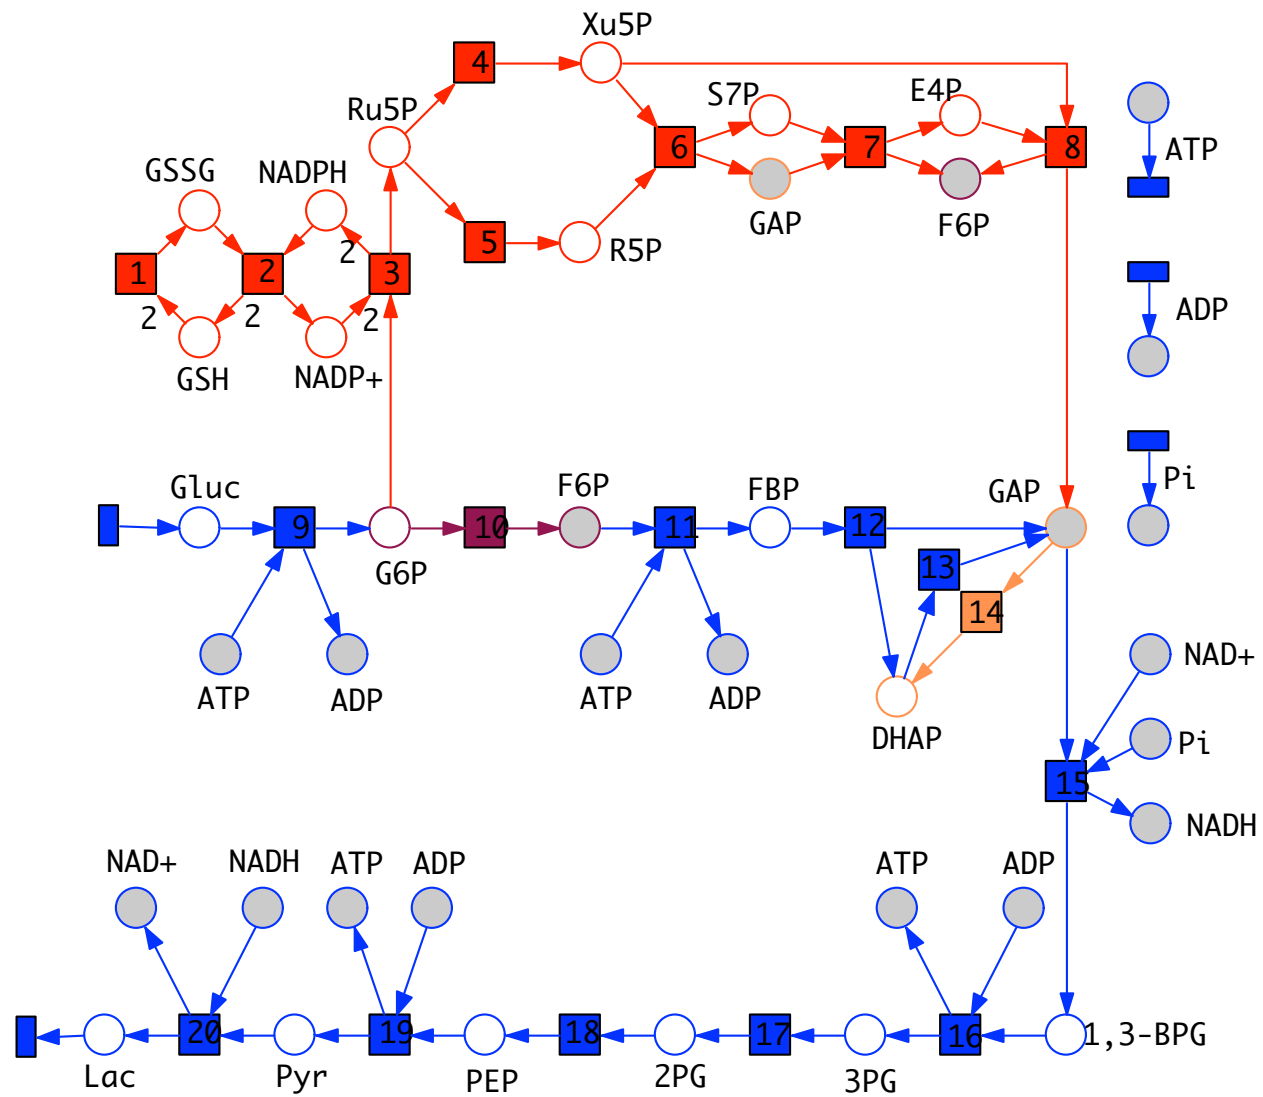 Xu5P
4
S7P
E4P
Ru5P
ATP
6
7
8
GSSG
NADPH
GAP
F6P
2
5
R5P
1
2
3
2
2
2
ADP
GSH
NADP+
Gluc
F6P
FBP
GAP
Pi
9
10
11
12
G6P
13
14
ATP
ADP
ATP
ADP
NAD+
DHAP
Pi
15
NADH
NAD+
NADH
ATP
ADP
ATP
ADP
20
19
18
17
16
1,3-BPG
Lac
Pyr
PEP
2PG
3PG